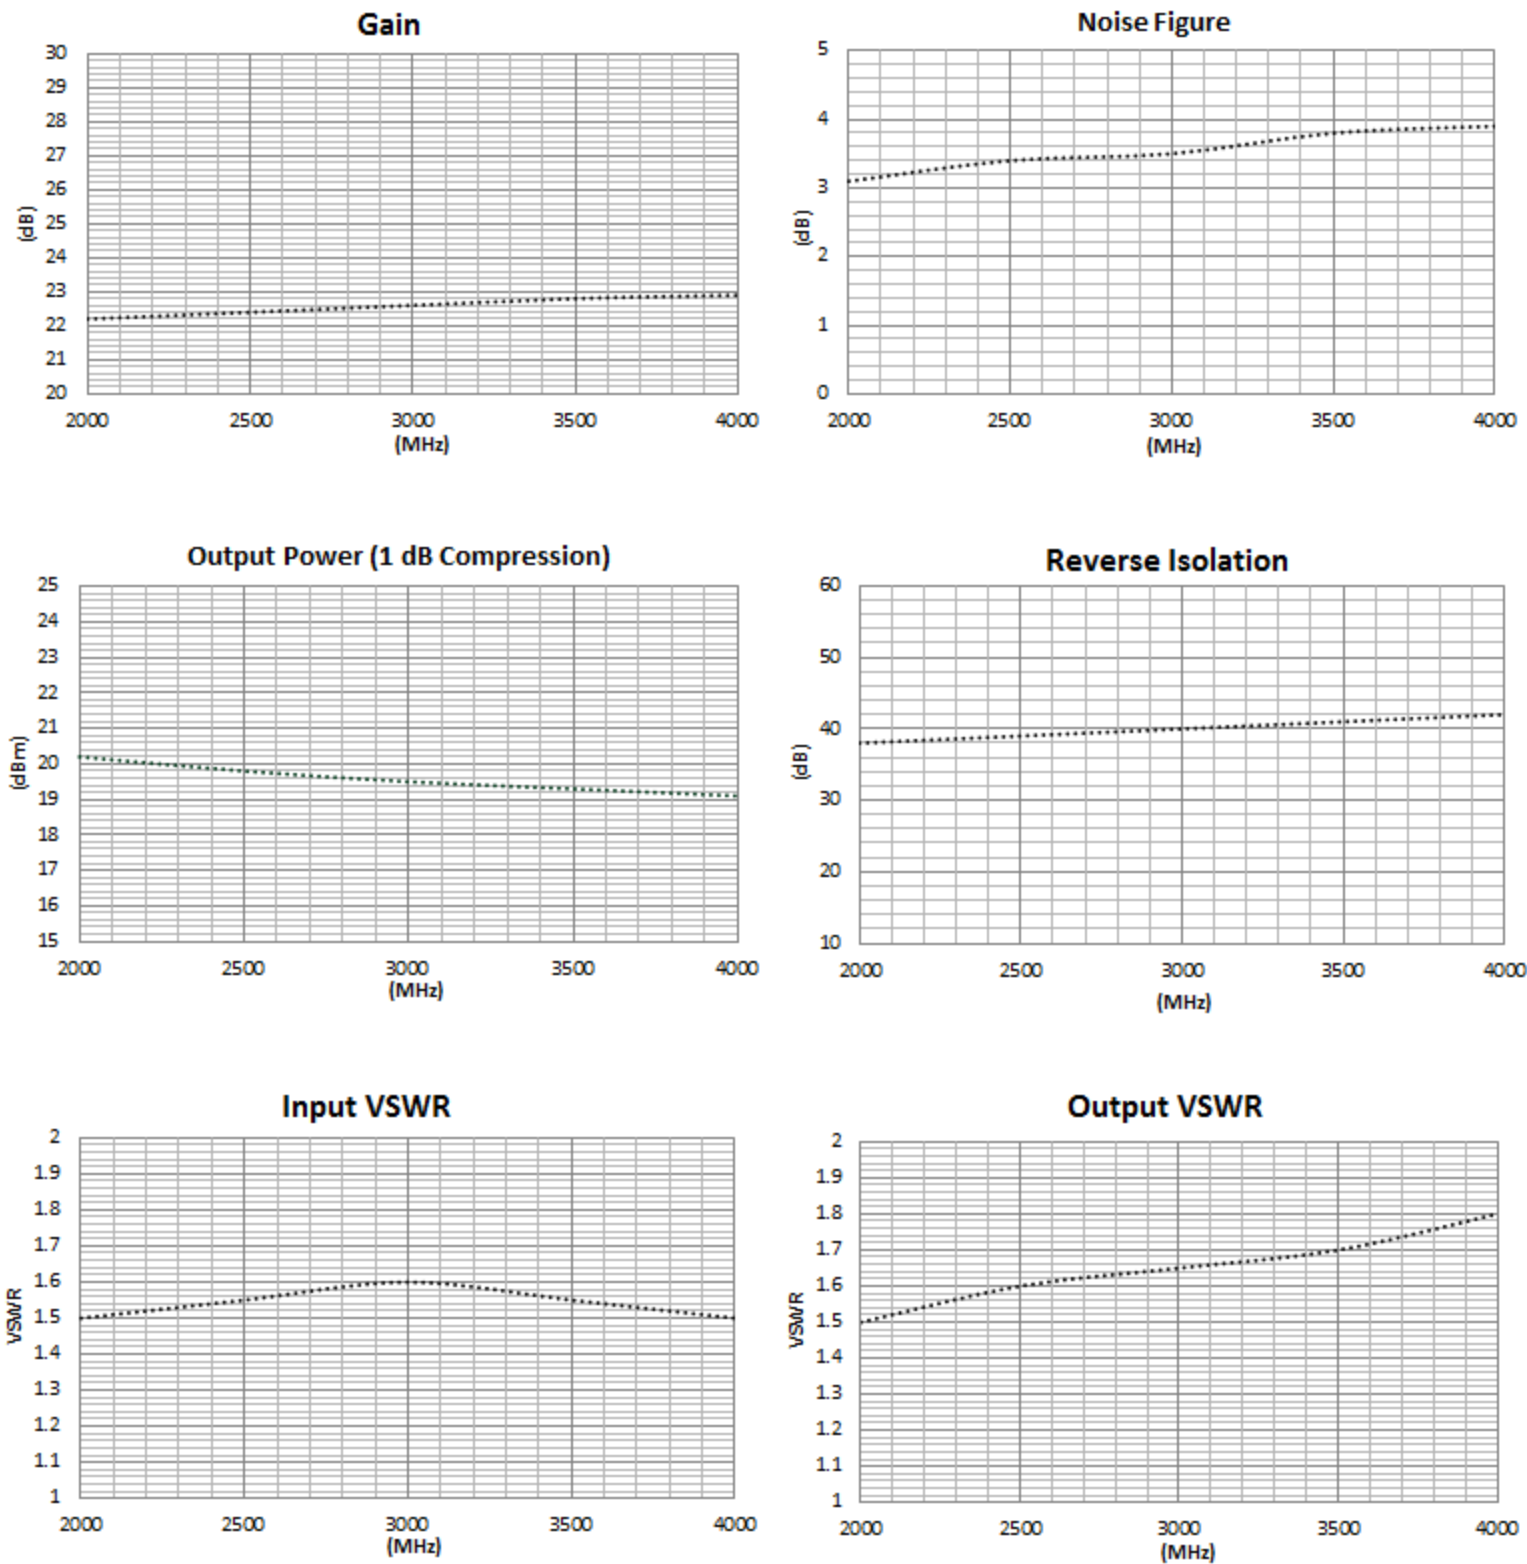 Gain
30
29
28
27
26
25
24
23
22
21
20
(dB)
2000 2500 3000 3500 4000
(MHz)
Noise Figure
5
4
3
2
1
0
(dB)
2000 2500 3000 3500 4000
(MHz)
Output Power (1 dB Compression)
25
24
23
22
21
20
19
18
17
16
15
(dBm)
2000 2500 3000 3500 4000
(MHz)
Reverse Isolation
60
50
40
30
20
10
(dB)
2000 2500 3000 3500 4000
(MHz)
Input VSWR
2
1.9
1.8
1.7
1.6
1.5
1.4
1.3
1.2
1.1
1
VSWR
2000 2500 3000 3500 4000
(MHz)
Output VSWR
2
1.9
1.8
1.7
1.6
1.5
1.4
1.3
1.2
1.1
1
VSWR
2000 2500 3000 3500 4000
(MHz)